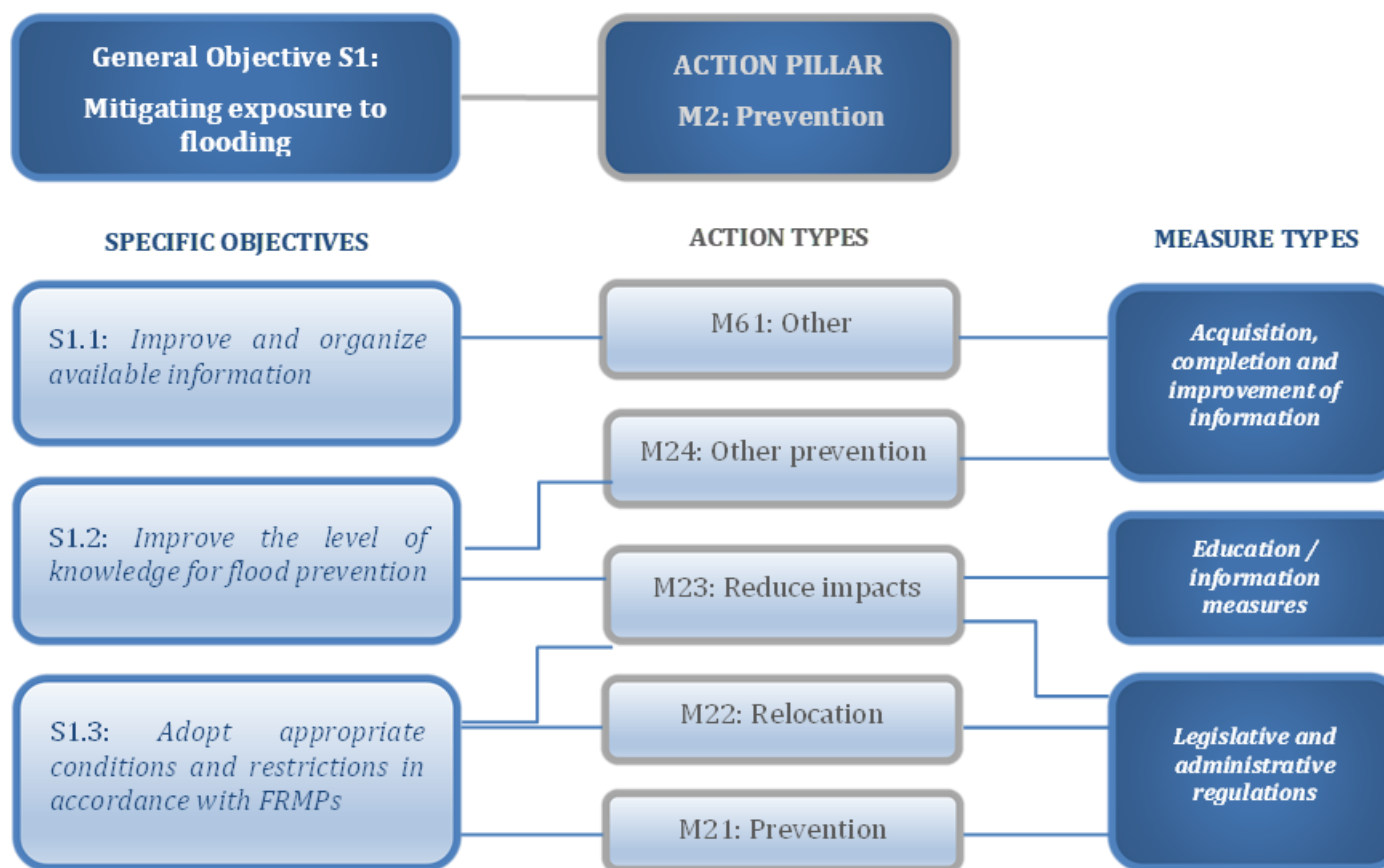 General Objective S1:
Mitigating exposure to
flooding
ACTION PILLAR
M2: Prevention
SPECIFIC OBJECTIVES
ACTION TYPES
MEASURE TYPES
S1.1: Improve and organize
available information
M61: Other
Acquisition,
completion and
improvement of
information
M24: Other prevention
S1.2: Improve the level of
knowledge for flood prevention
M23: Reduce impacts
Education /
information
measures
S1.3: Adopt appropriate
conditions and restrictions in
accordance with FRMPs
M22: Relocation
Legislative and
administrative
regulations
M21: Prevention